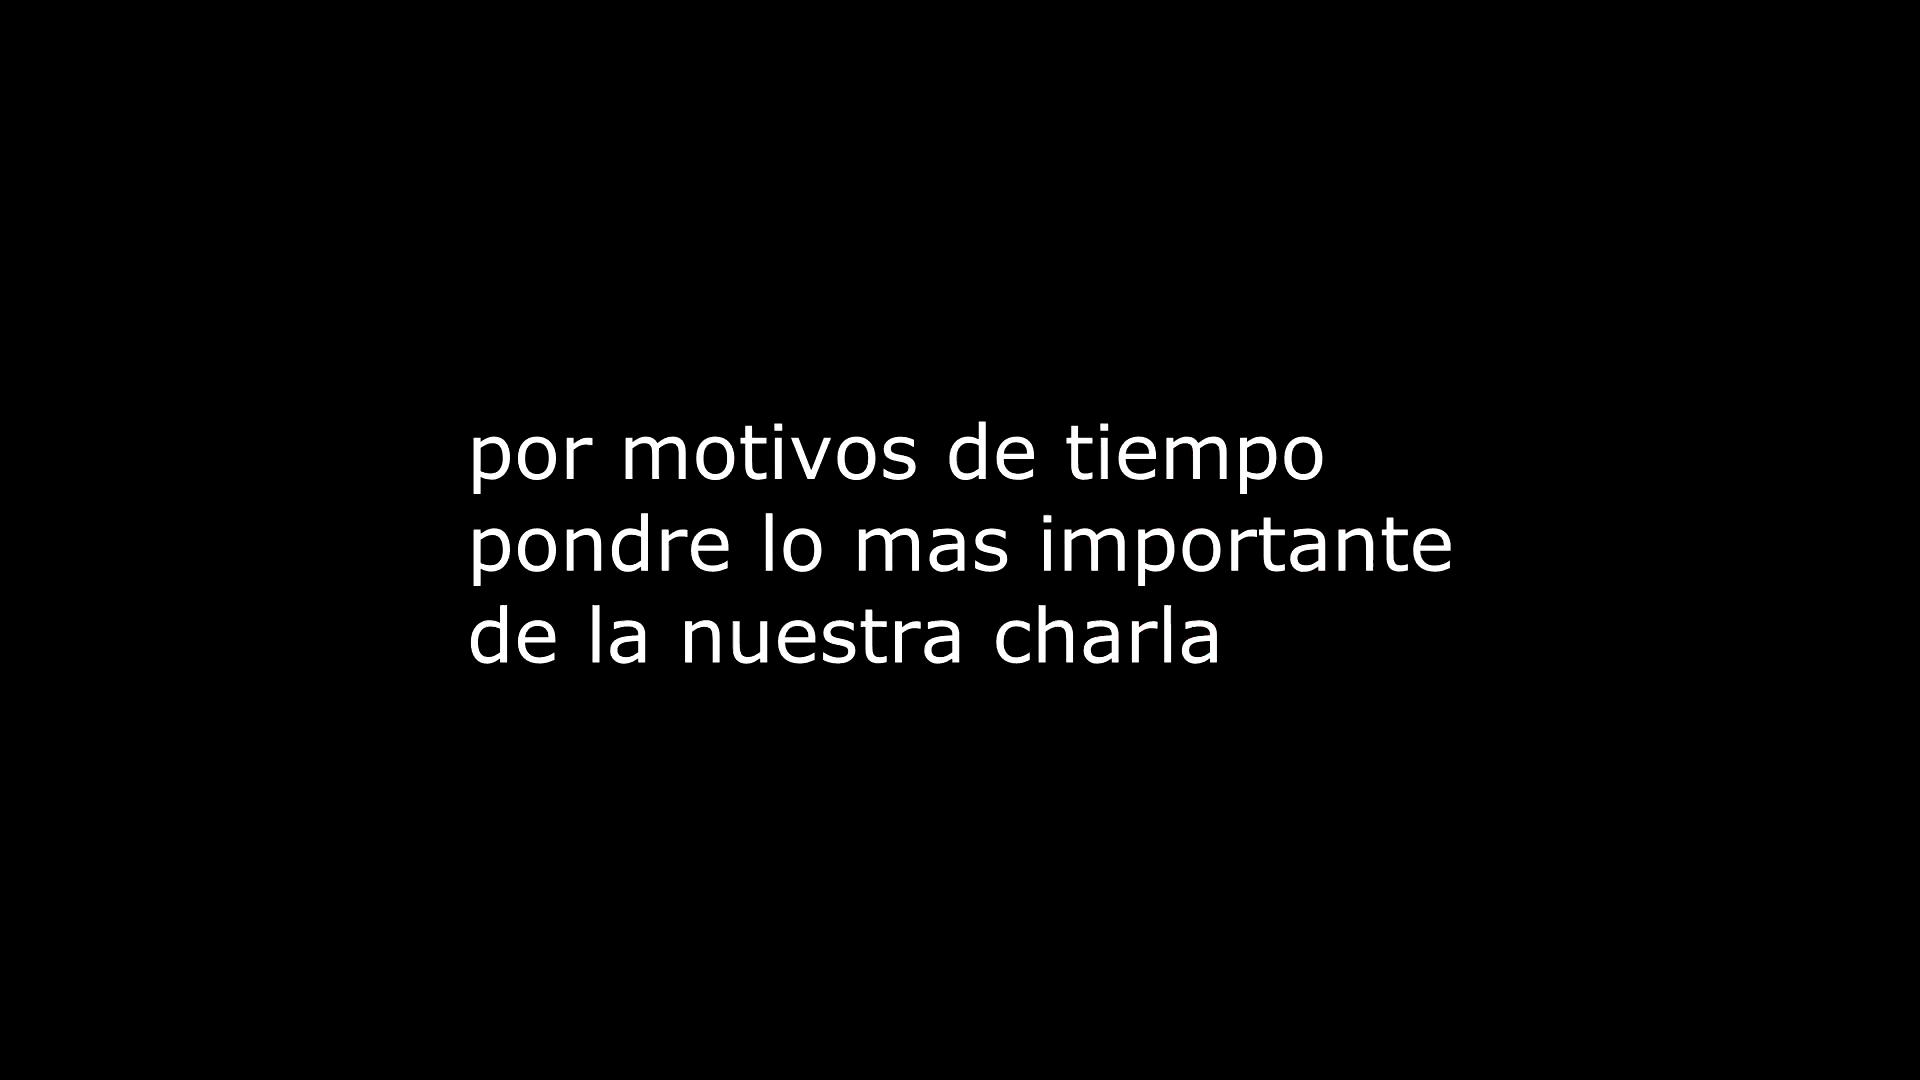 por motivos de tiempo
pondre lo mas importante
de la nuestra charla